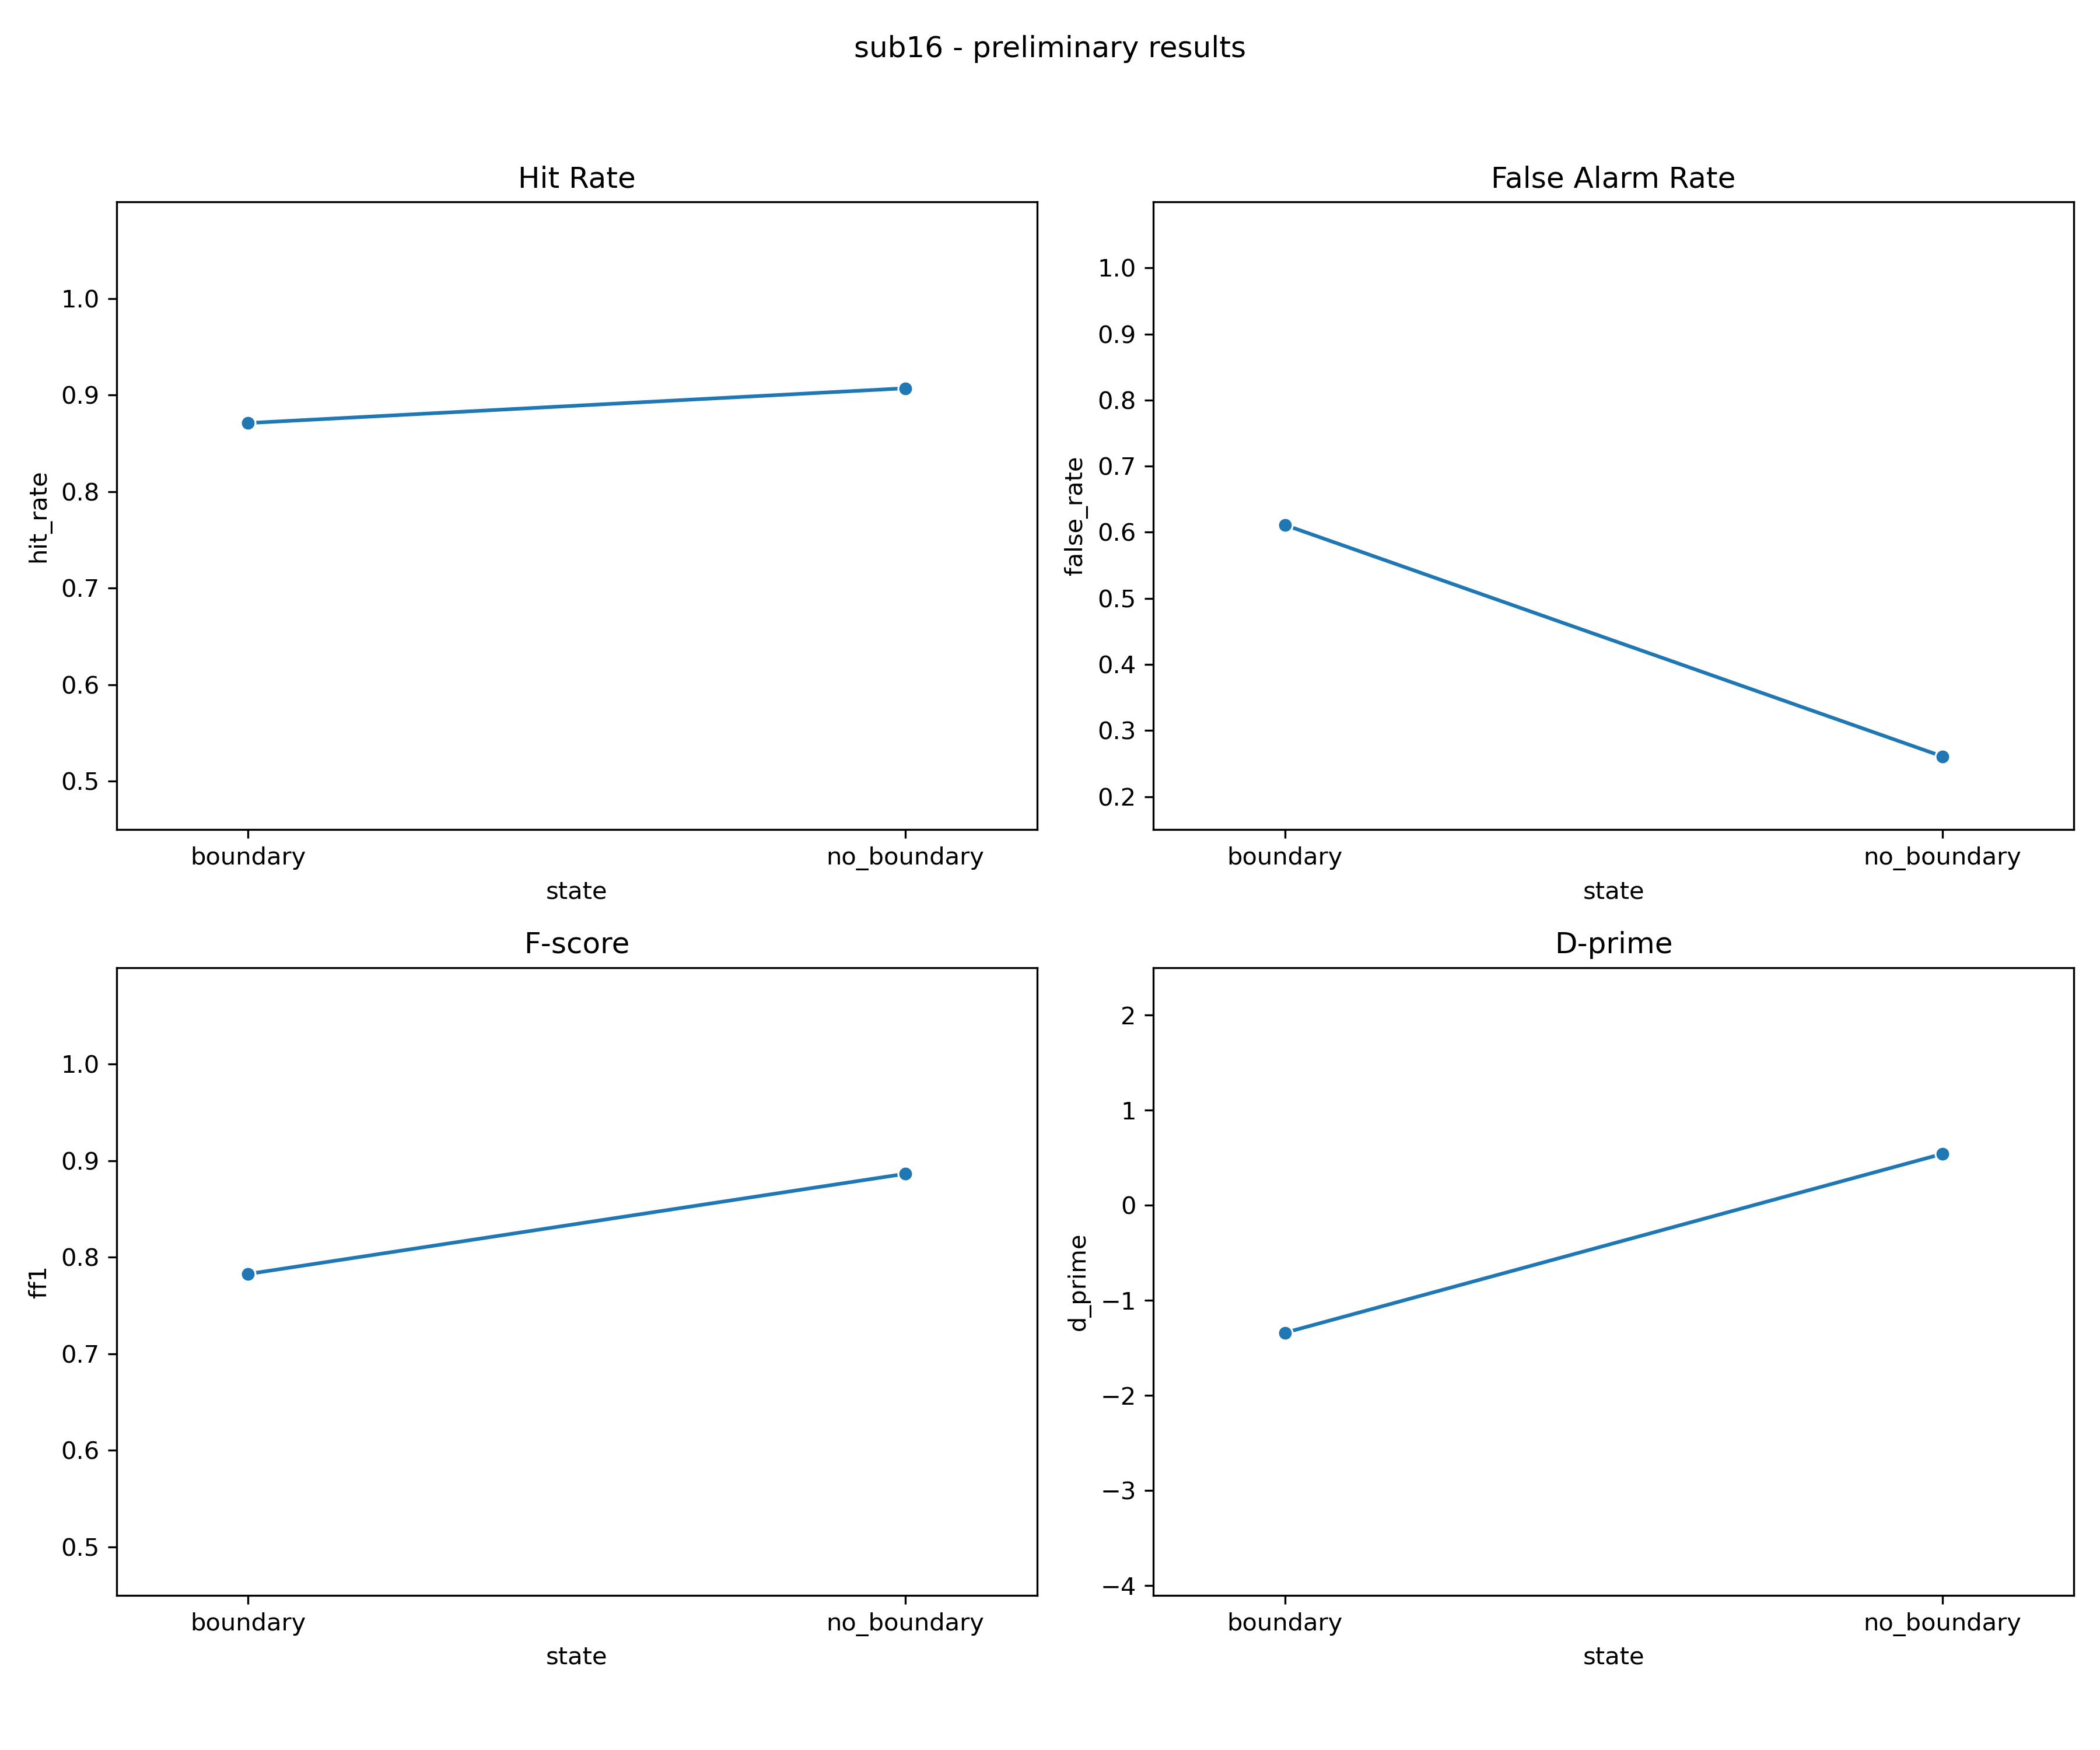 sub16 - preliminary results
Hit Rate
1.0
0.9
0.8
0.7
0.6
0.5
hit_rate
boundary
no_boundary
state
False Alarm Rate
1.0
0.9
0.8
0.7
0.6
0.5
0.4
0.3
0.2
false_rate
boundary
no_boundary
state
F-score
1.0
0.9
0.8
0.7
0.6
0.5
ff1
boundary
no_boundary
state
D-prime
2
1
0
−1
−2
−3
−4
d_prime
boundary
no_boundary
state